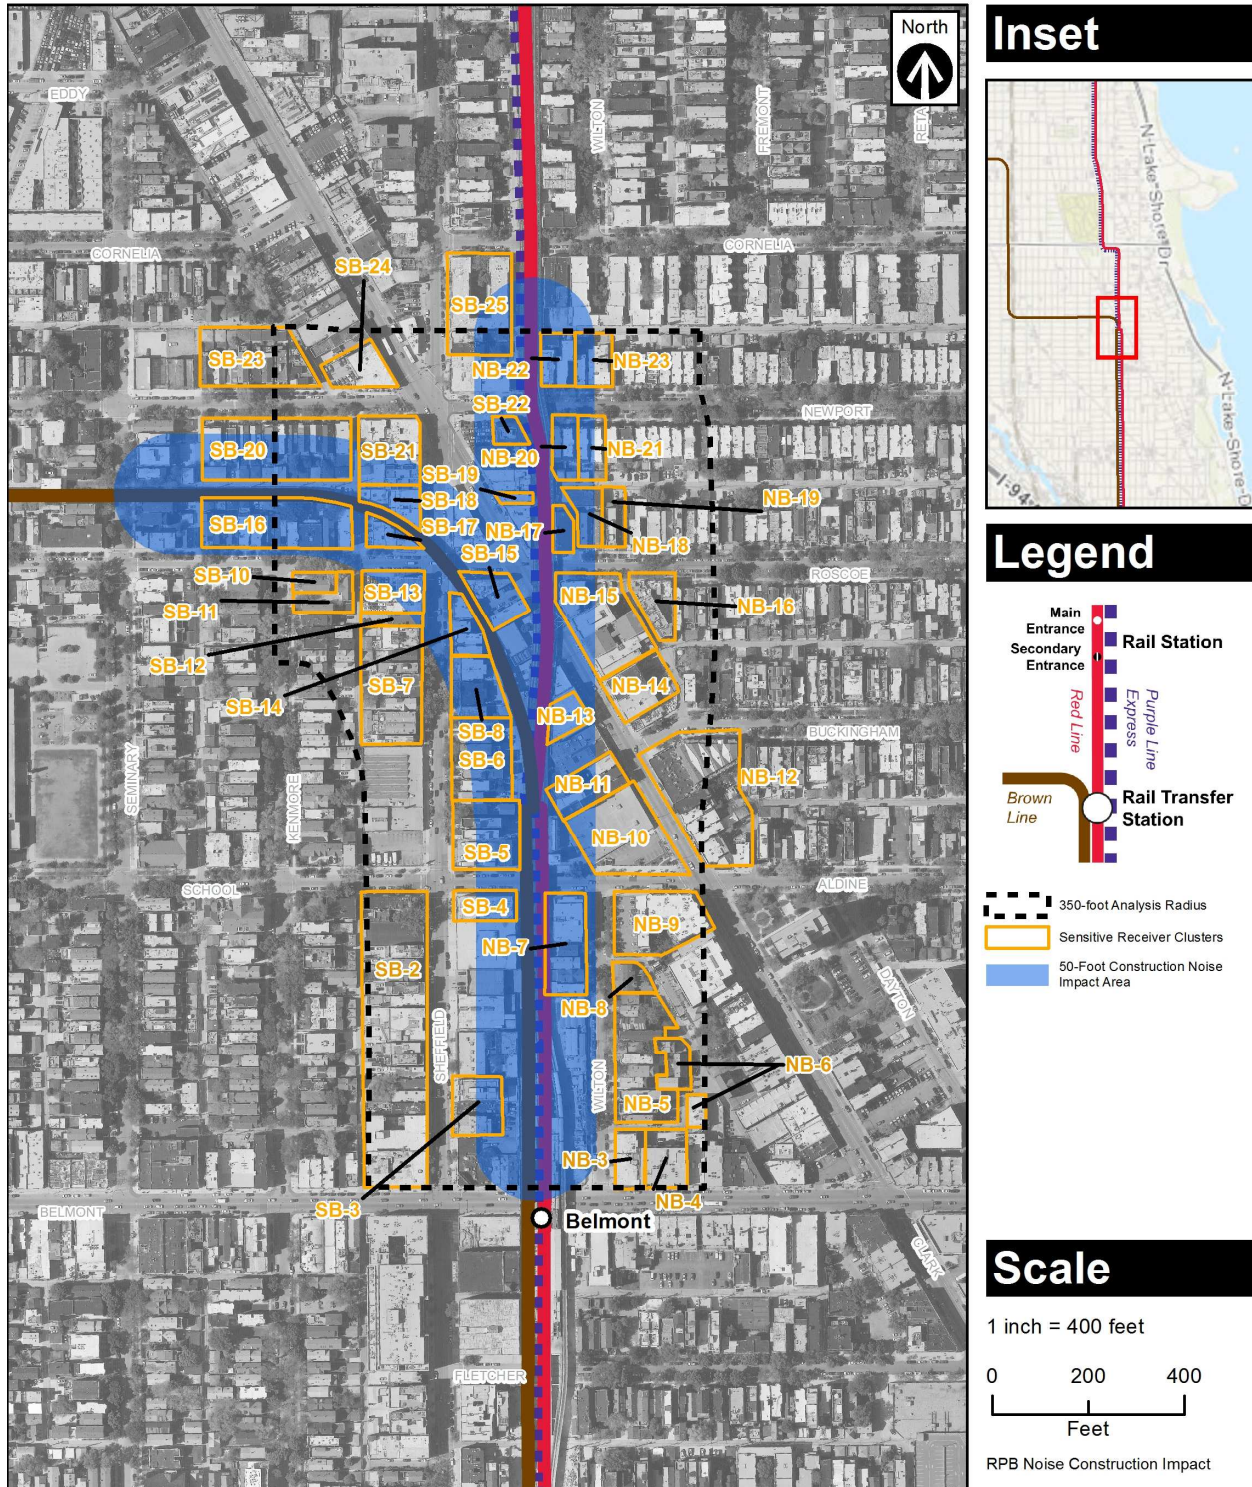 North
EDDY
WILTON
FREMONT
RETA
CORNELIA
CORNELIA
SB-24
SB-25
SB-23
NB-22
NB-23
SB-22
NEWPORT
SB-20
SB-21
NB-20
NB-21
SB-19
SB-18
NB-19
SB-16
SB-17
NB-17
NB-18
SB-15
SB-10
SB-13
NB-15
ROSCOE
SB-11
NB-16
SB-12
SB-7
NB-14
SB-14
NB-13
SB-8
BUCKINGHAM
SB-6
NB-11
NB-12
SEMINARY
KENMORE
NB-10
SB-5
SCHOOL
ALDINE
SB-4
NB-9
NB-7
SB-2
NB-8
DAYTON
SHEFFIELD
WILTON
NB-6
NB-5
NB-3
NB-4
SB-3
BELMONT
Belmont
CLARK
FLETCHER
Inset
N-Lake-Shore-Dr
N-Lake-Shore-D
I-94
Legend
Main
Entrance
Secondary
Entrance
Rail Station
Red Line
Purple Line
Express
Brown
Line
Rail Transfer
Station
350-foot Analysis Radius
Sensitive Receiver Clusters
50-Foot Construction Noise
Impact Area
Scale
1 inch = 400 feet
0 200 400
Feet
RPB Noise Construction Impact